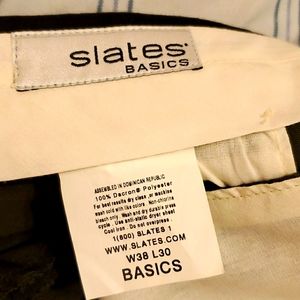 slates
BASICS
ASSEMBLED IN DOMINICAN REPUBLIC
100% Dacron® Polyester
For best results dry clean, or machine
wash cold with like colors. Non-chlorine
bleach only. Wash and dry durable press
cycle. Use anti-static dryer sheet
Cool iron. Do not overpress.
1(800) SLATES 1
WWW.SLATES.COM
W38 L30
BASICS